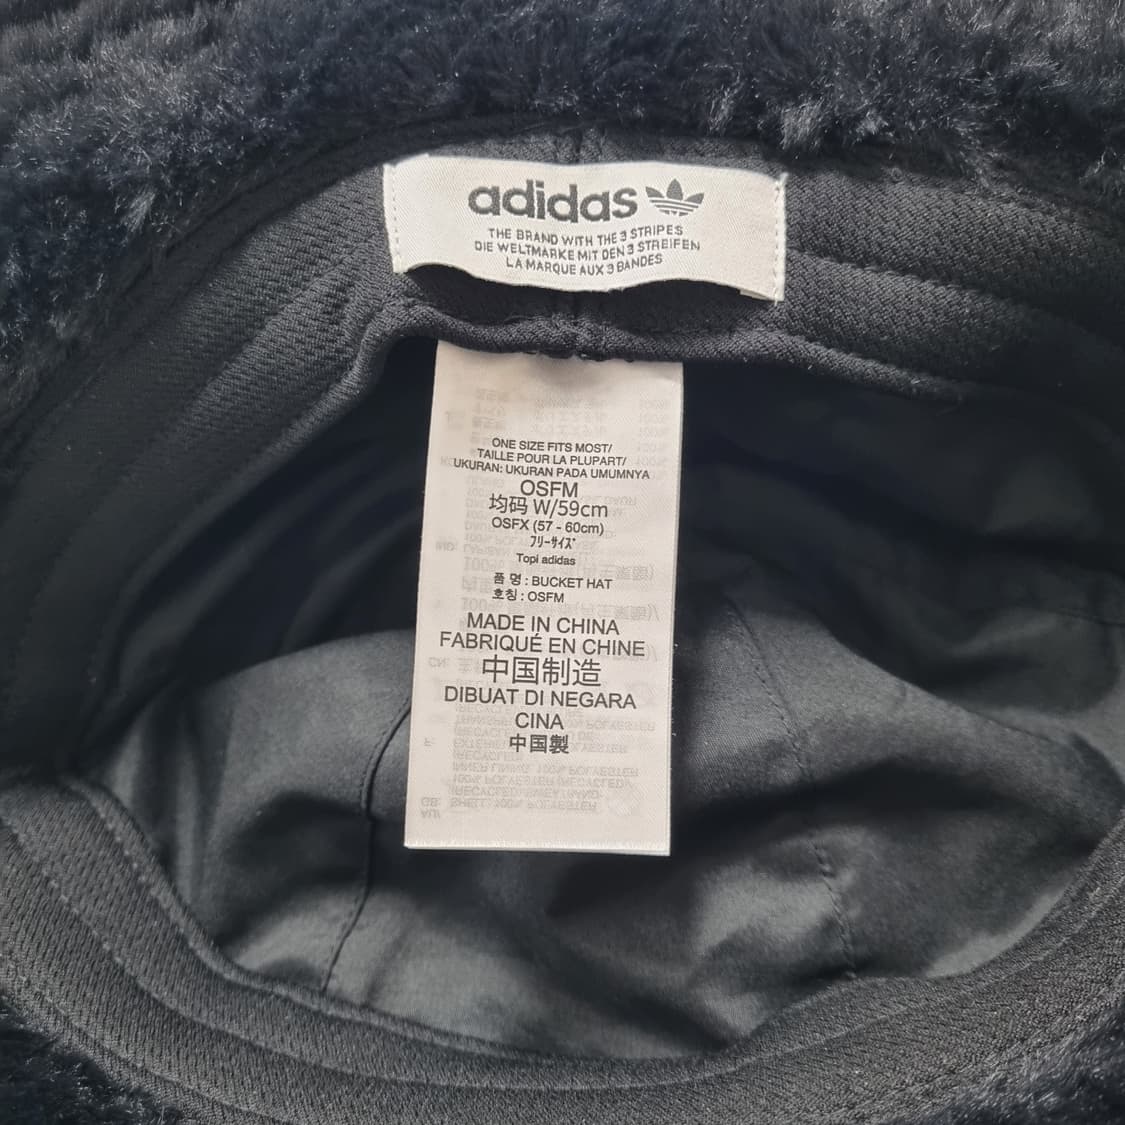 adidas
THE BRAND WITH THE 3 STRIPES
DIE WELTMARKE MIT DEN 3 STREIFEN
LA MARQUE AUX 3 BANDES
ONE SIZE FITS MOST/
TAILLE POUR LA PLUPART/
UKURAN: UKURAN PADA UMUMNYA
OSFM
均码 W/59cm
OSFX (57 - 60cm)
フリーサイズ
Topi adidas
품 명 : BUCKET HAT
호칭 : OSFM
MADE IN CHINA
FABRIQUÉ EN CHINE
中国制造
DIBUAT DI NEGARA
CINA
中国製